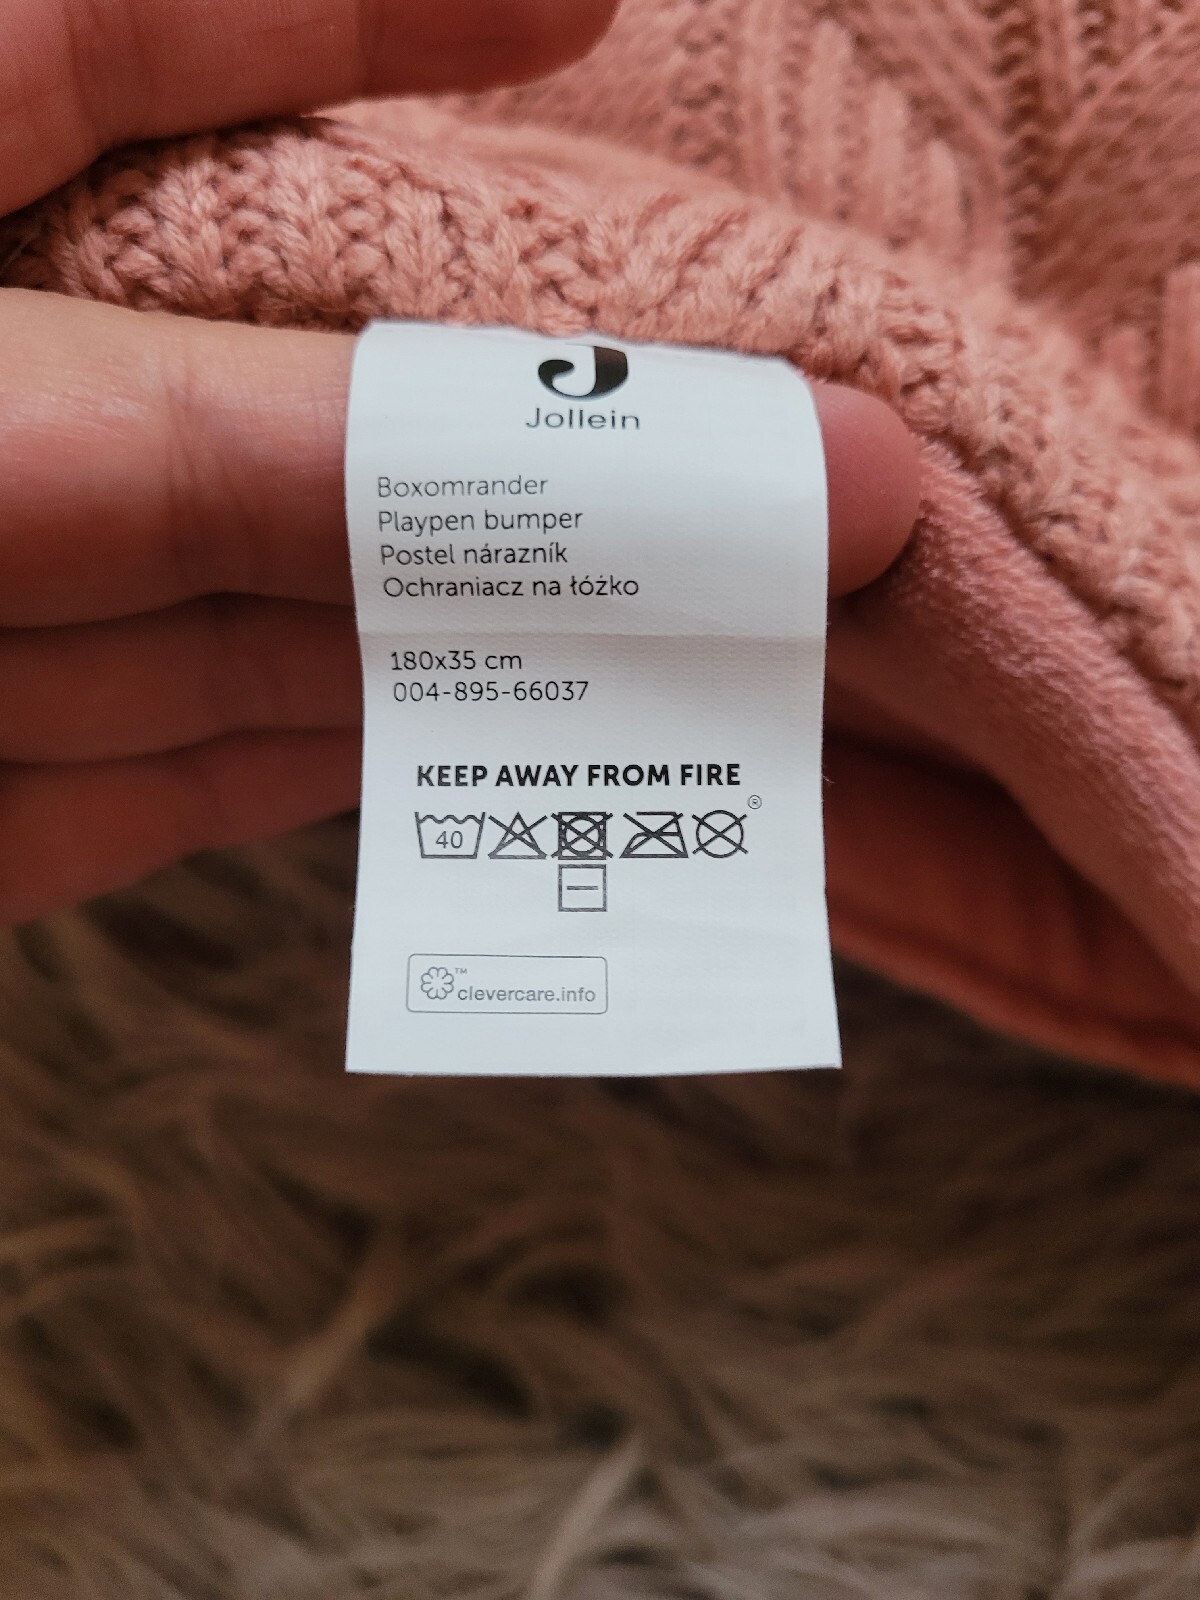 J
Jollein
Boxomrander
Playpen bumper
Postel nárazník
Ochraniacz na łóżko
180x35 cm
004-895-66037
KEEP AWAY FROM FIRE
®
40
™
clevercare.info